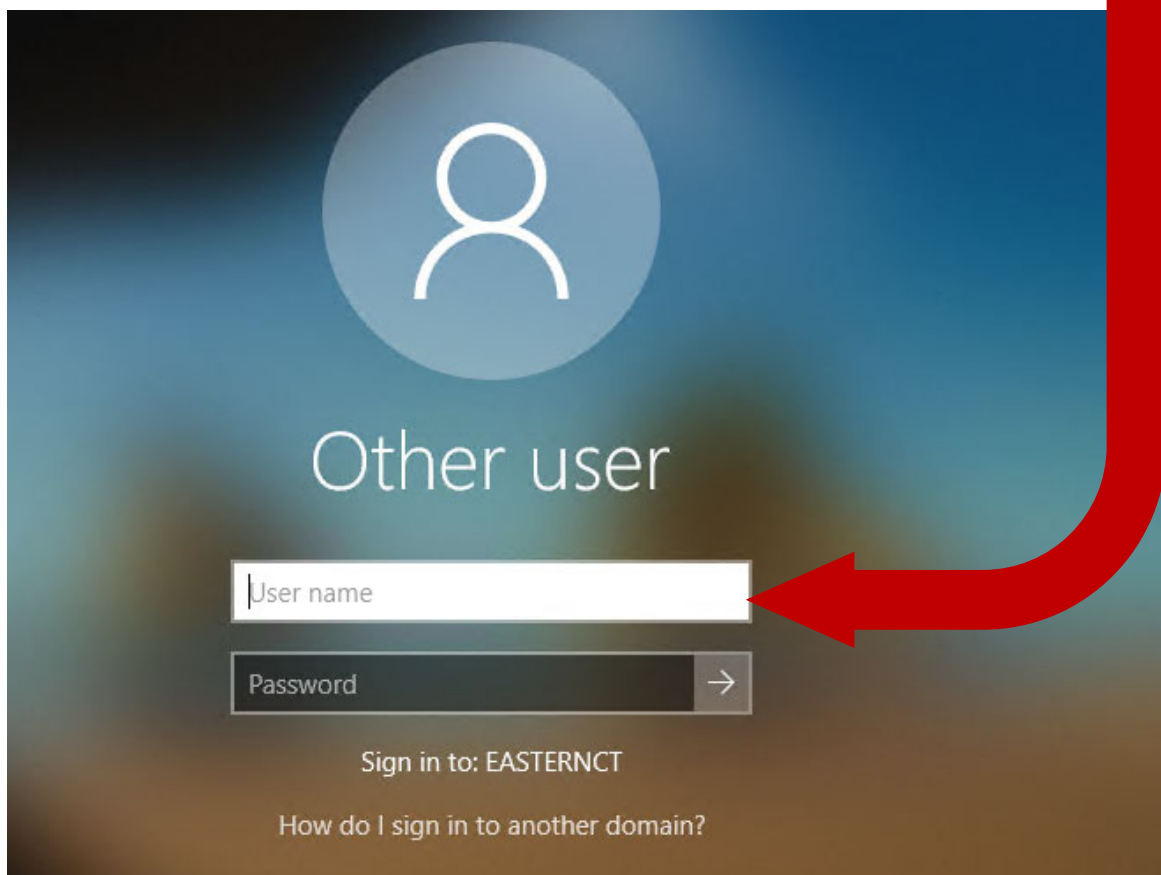 Other user
User name
Password
Sign in to: EASTERNCT
How do I sign in to another domain?